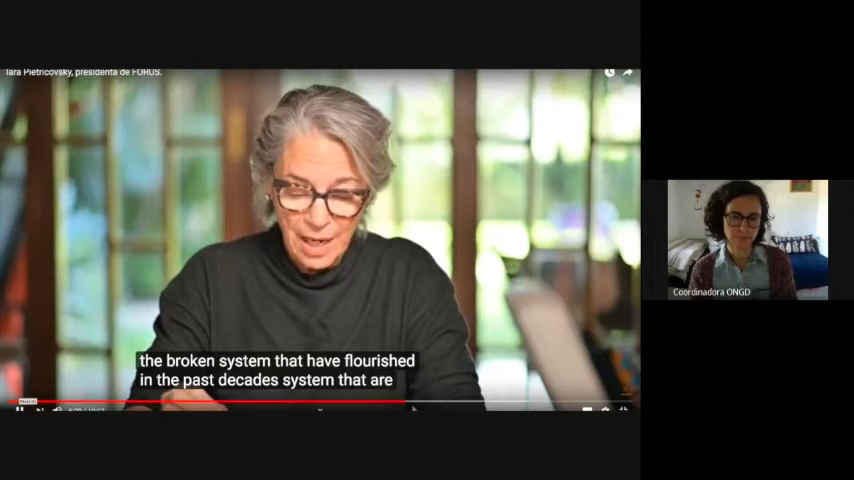 Iara Pietricovsky, presidenta de FORUS.
the broken system that have flourished
in the past decades system that are
Coordinadora ONGD